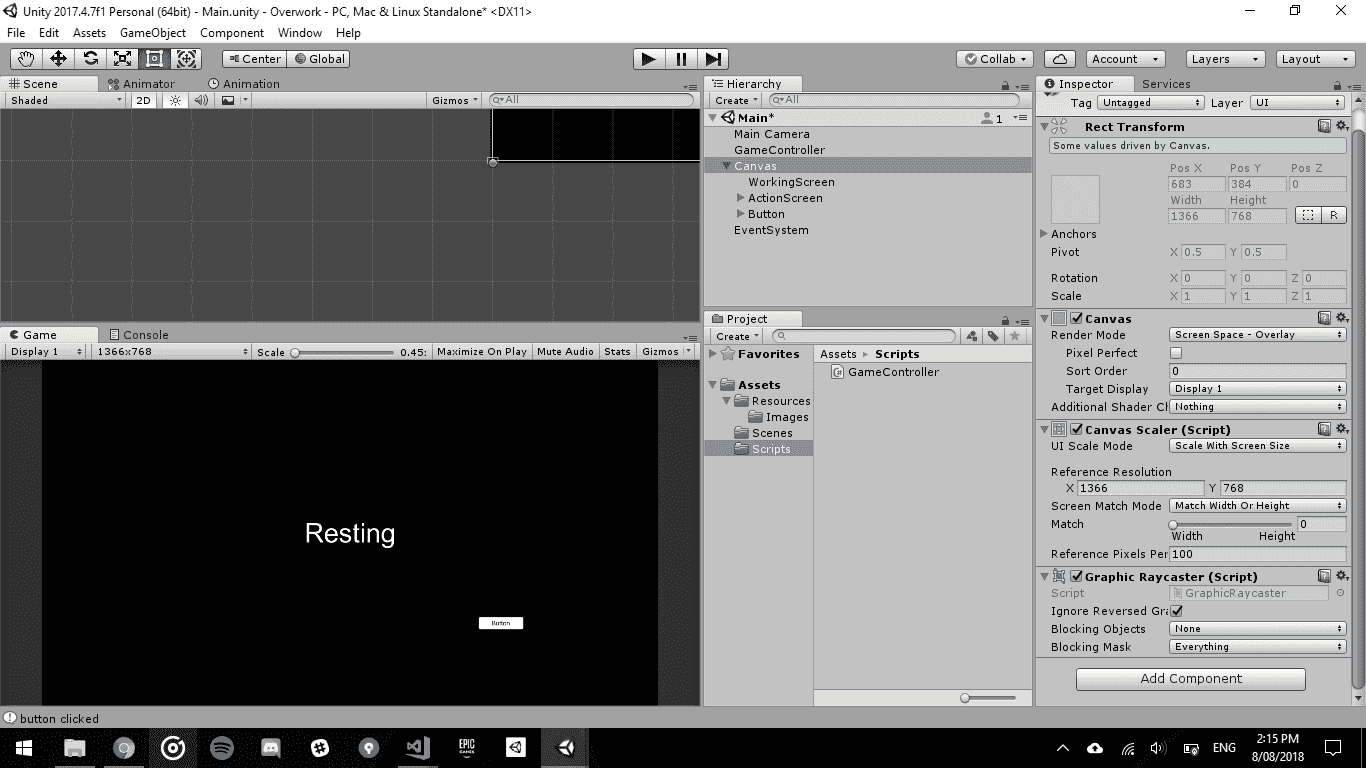 Unity 2017.4.7f1 Personal (64bit) - Main.unity - Overwork - PC, Mac & Linux Standalone* <DX11>
File Edit Assets GameObject Component Window Help
Center Global Collab Account Layers Layout
Scene Animator Animation
Shaded 2D Gizmos All
Game Console
Display 1 1366x768 Scale 0.45: Maximize On Play Mute Audio Stats Gizmos
Resting
Button
Hierarchy
Create All
Main* 1
Main Camera
GameController
Canvas
WorkingScreen
ActionScreen
Button
EventSystem
Project
Create
Favorites
Assets
Resources
Images
Scenes
Scripts
Assets Scripts
GameController
Inspector Services
Tag Untagged Layer UI
Rect Transform
Some values driven by Canvas.
Pos X Pos Y Pos Z
683 384 0
Width Height
1366 768 R
Anchors
Pivot X 0.5 Y 0.5
Rotation X 0 Y 0 Z 0
Scale X 1 Y 1 Z 1
Canvas
Render Mode Screen Space - Overlay
Pixel Perfect
Sort Order 0
Target Display Display 1
Additional Shader Cl Nothing
Canvas Scaler (Script)
UI Scale Mode Scale With Screen Size
Reference Resolution
X 1366 Y 768
Screen Match Mode Match Width Or Height
Match 0
Width Height
Reference Pixels Per 100
Graphic Raycaster (Script)
Script GraphicRaycaster
Ignore Reversed Gra
Blocking Objects None
Blocking Mask Everything
Add Component
button clicked
EPIC GAMES
ENG
2:15 PM
8/08/2018